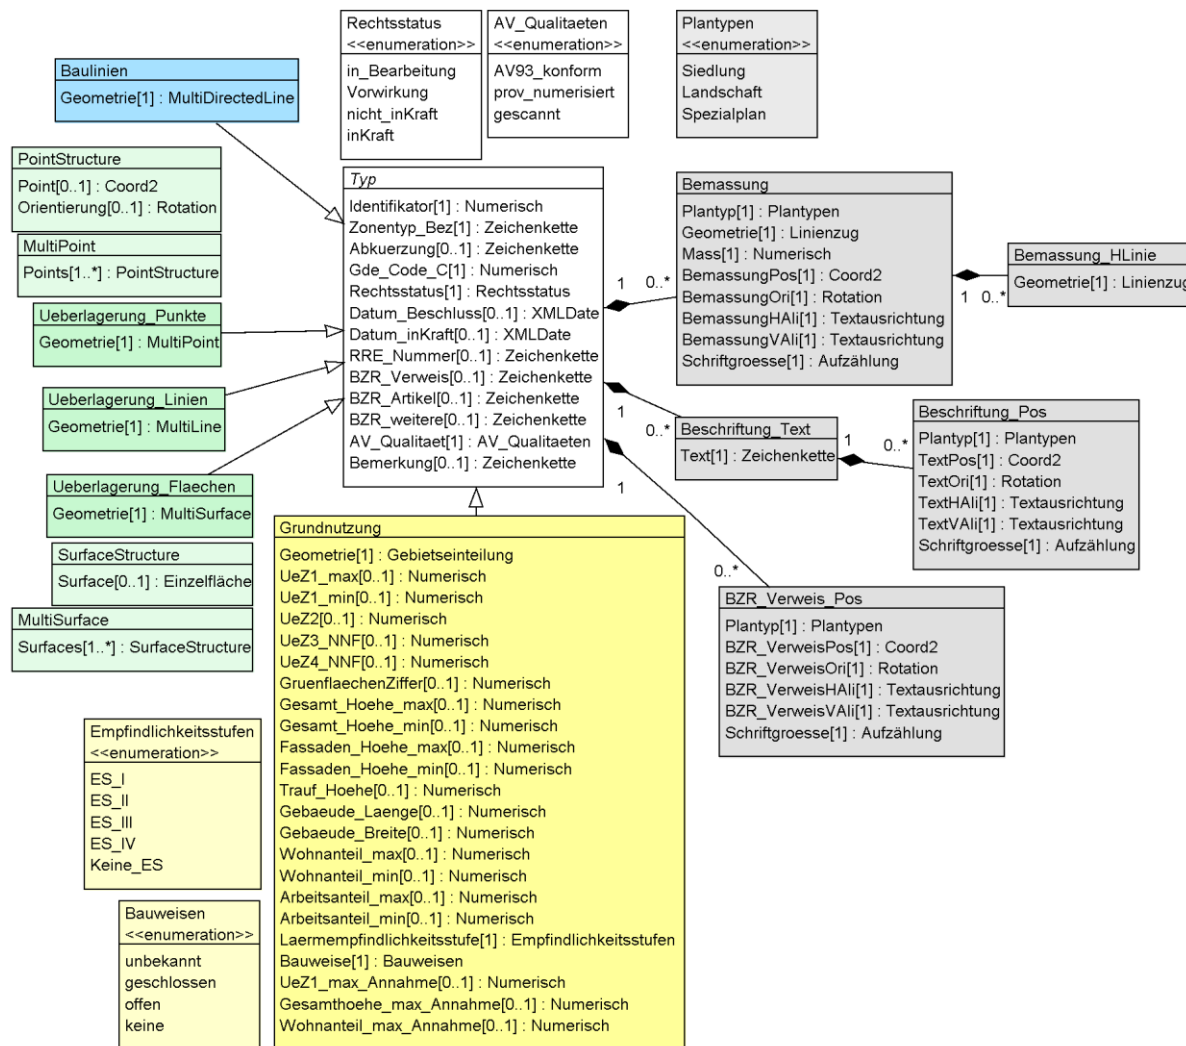 Rechtsstatus
<<enumeration>>
in_Bearbeitung
Vorwirkung
nicht_inKraft
inKraft
AV_Qualitaeten
<<enumeration>>
AV93_konform
prov_numerisiert
gescannt
Plantypen
<<enumeration>>
Siedlung
Landschaft
Spezialplan
Baulinien
Geometrie[1] : MultiDirectedLine
PointStructure
Point[0..1] : Coord2
Orientierung[0..1] : Rotation
MultiPoint
Points[1..*] : PointStructure
Ueberlagerung_Punkte
Geometrie[1] : MultiPoint
Ueberlagerung_Linien
Geometrie[1] : MultiLine
Ueberlagerung_Flaechen
Geometrie[1] : MultiSurface
SurfaceStructure
Surface[0..1] : Einzelfläche
MultiSurface
Surfaces[1..*] : SurfaceStructure
Typ
Identifikator[1] : Numerisch
Zonentyp_Bez[1] : Zeichenkette
Abkuerzung[0..1] : Zeichenkette
Gde_Code_C[1] : Numerisch
Rechtsstatus[1] : Rechtsstatus
Datum_Beschluss[0..1] : XMLDate
Datum_inKraft[0..1] : XMLDate
RRE_Nummer[0..1] : Zeichenkette
BZR_Verweis[0..1] : Zeichenkette
BZR_Artikel[0..1] : Zeichenkette
BZR_weitere[0..1] : Zeichenkette
AV_Qualitaet[1] : AV_Qualitaeten
Bemerkung[0..1] : Zeichenkette
1
0..*
Bemassung
Plantyp[1] : Plantypen
Geometrie[1] : Linienzug
Mass[1] : Numerisch
BemassungPos[1] : Coord2
BemassungOri[1] : Rotation
BemassungHAli[1] : Textausrichtung
BemassungVAli[1] : Textausrichtung
Schriftgroesse[1] : Aufzählung
1
0..*
Bemassung_HLinie
Geometrie[1] : Linienzug
1
0..*
Beschriftung_Text
Text[1] : Zeichenkette
1
0..*
Beschriftung_Pos
Plantyp[1] : Plantypen
TextPos[1] : Coord2
TextOri[1] : Rotation
TextHAli[1] : Textausrichtung
TextVAli[1] : Textausrichtung
Schriftgroesse[1] : Aufzählung
1
0..*
BZR_Verweis_Pos
Plantyp[1] : Plantypen
BZR_VerweisPos[1] : Coord2
BZR_VerweisOri[1] : Rotation
BZR_VerweisHAli[1] : Textausrichtung
BZR_VerweisVAli[1] : Textausrichtung
Schriftgroesse[1] : Aufzählung
Grundnutzung
Geometrie[1] : Gebietseinteilung
UeZ1_max[0..1] : Numerisch
UeZ1_min[0..1] : Numerisch
UeZ2[0..1] : Numerisch
UeZ3_NNF[0..1] : Numerisch
UeZ4_NNF[0..1] : Numerisch
GruenflaechenZiffer[0..1] : Numerisch
Gesamt_Hoehe_max[0..1] : Numerisch
Gesamt_Hoehe_min[0..1] : Numerisch
Fassaden_Hoehe_max[0..1] : Numerisch
Fassaden_Hoehe_min[0..1] : Numerisch
Trauf_Hoehe[0..1] : Numerisch
Gebaeude_Laenge[0..1] : Numerisch
Gebaeude_Breite[0..1] : Numerisch
Wohnanteil_max[0..1] : Numerisch
Wohnanteil_min[0..1] : Numerisch
Arbeitsanteil_max[0..1] : Numerisch
Arbeitsanteil_min[0..1] : Numerisch
Laermempfindlichkeitsstufe[1] : Empfindlichkeitsstufen
Bauweise[1] : Bauweisen
UeZ1_max_Annahme[0..1] : Numerisch
Gesamthoehe_max_Annahme[0..1] : Numerisch
Wohnanteil_max_Annahme[0..1] : Numerisch
Empfindlichkeitsstufen
<<enumeration>>
ES_I
ES_II
ES_III
ES_IV
Keine_ES
Bauweisen
<<enumeration>>
unbekannt
geschlossen
offen
keine